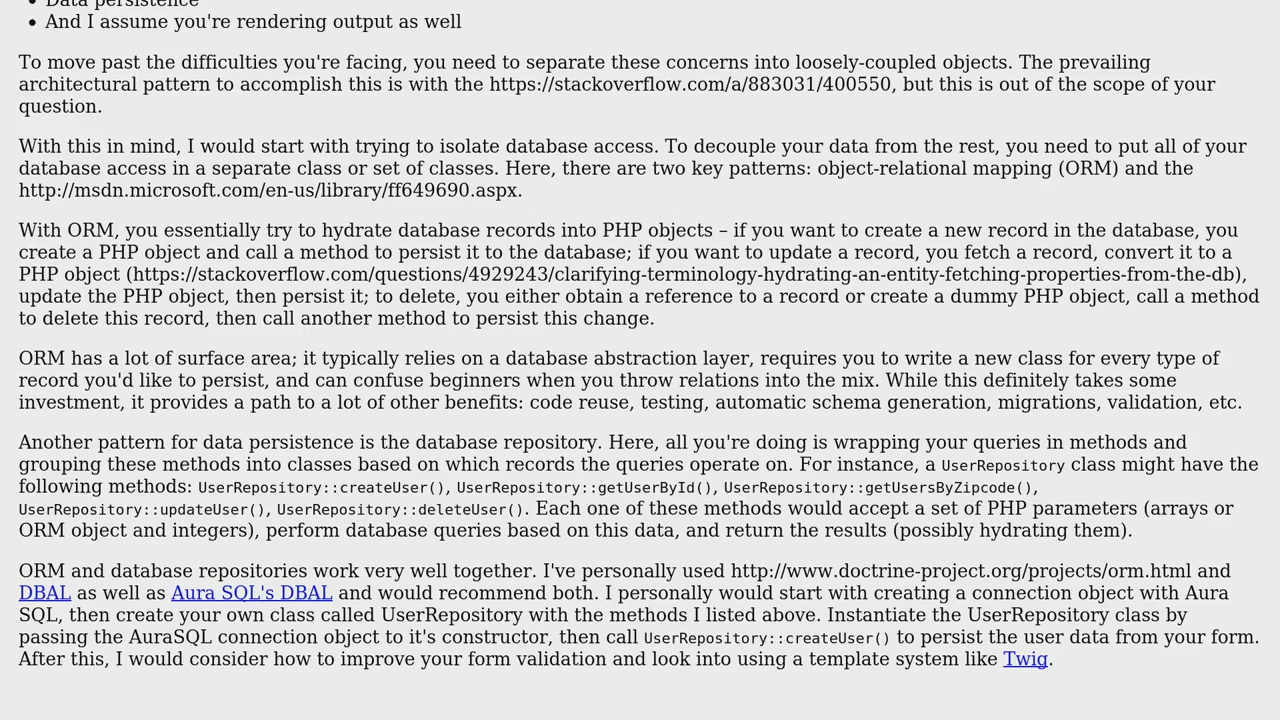 Data persistence
And I assume you're rendering output as well
To move past the difficulties you're facing, you need to separate these concerns into loosely-coupled objects. The prevailing
architectural pattern to accomplish this is with the https://stackoverflow.com/a/883031/400550, but this is out of the scope of your
question.
With this in mind, I would start with trying to isolate database access. To decouple your data from the rest, you need to put all of your
database access in a separate class or set of classes. Here, there are two key patterns: object-relational mapping (ORM) and the
http://msdn.microsoft.com/en-us/library/ff649690.aspx.
With ORM, you essentially try to hydrate database records into PHP objects – if you want to create a new record in the database, you
create a PHP object and call a method to persist it to the database; if you want to update a record, you fetch a record, convert it to a
PHP object (https://stackoverflow.com/questions/4929243/clarifying-terminology-hydrating-an-entity-fetching-properties-from-the-db),
update the PHP object, then persist it; to delete, you either obtain a reference to a record or create a dummy PHP object, call a method
to delete this record, then call another method to persist this change.
ORM has a lot of surface area; it typically relies on a database abstraction layer, requires you to write a new class for every type of
record you'd like to persist, and can confuse beginners when you throw relations into the mix. While this definitely takes some
investment, it provides a path to a lot of other benefits: code reuse, testing, automatic schema generation, migrations, validation, etc.
Another pattern for data persistence is the database repository. Here, all you're doing is wrapping your queries in methods and
grouping these methods into classes based on which records the queries operate on. For instance, a UserRepository class might have the
following methods: UserRepository::createUser(), UserRepository::getUserById(), UserRepository::getUsersByZipcode(),
UserRepository::updateUser(), UserRepository::deleteUser(). Each one of these methods would accept a set of PHP parameters (arrays or
ORM object and integers), perform database queries based on this data, and return the results (possibly hydrating them).
ORM and database repositories work very well together. I've personally used http://www.doctrine-project.org/projects/orm.html and
DBAL as well as Aura SQL's DBAL and would recommend both. I personally would start with creating a connection object with Aura
SQL, then create your own class called UserRepository with the methods I listed above. Instantiate the UserRepository class by
passing the AuraSQL connection object to it's constructor, then call UserRepository::createUser() to persist the user data from your form.
After this, I would consider how to improve your form validation and look into using a template system like Twig.